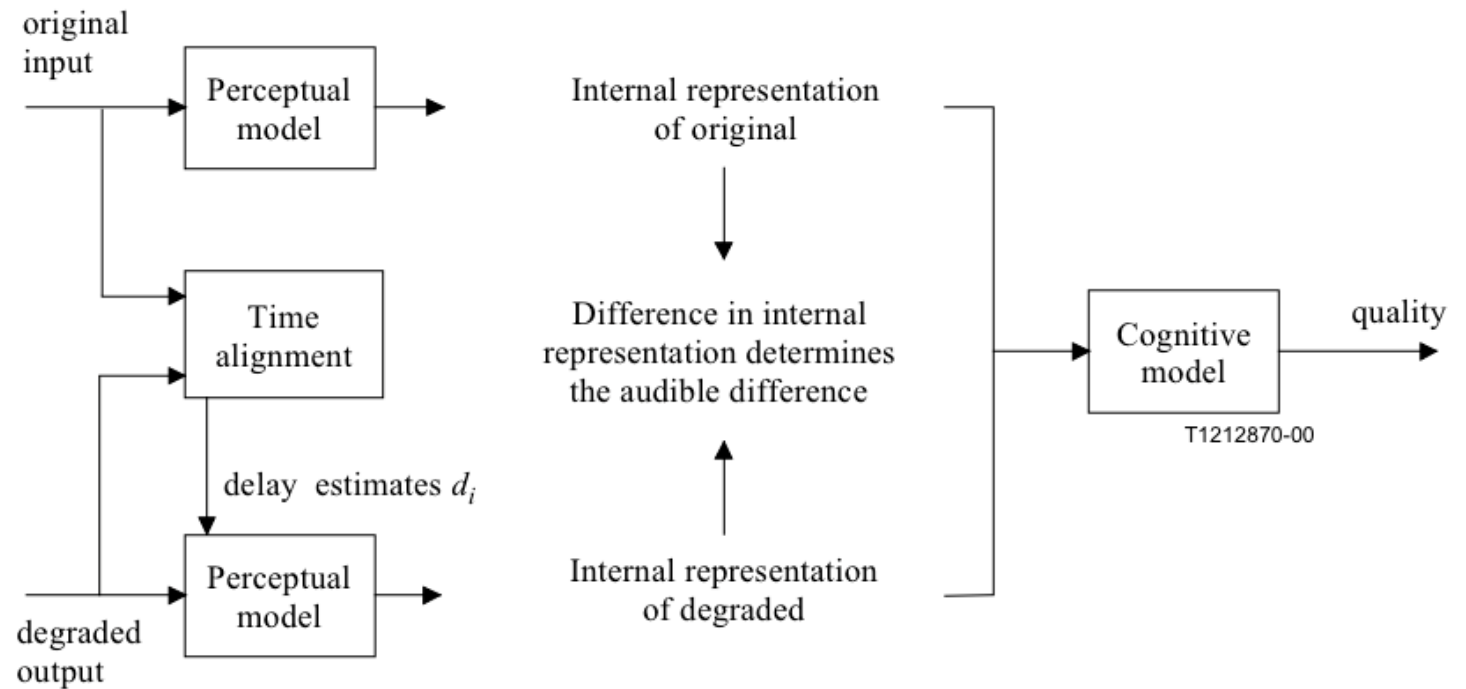 original
input
Perceptual
model
Internal representation
of original
Time
alignment
Difference in internal
representation determines
the audible difference
Cognitive
model
quality
T1212870-00
delay estimates d_i
Perceptual
model
Internal representation
of degraded
degraded
output